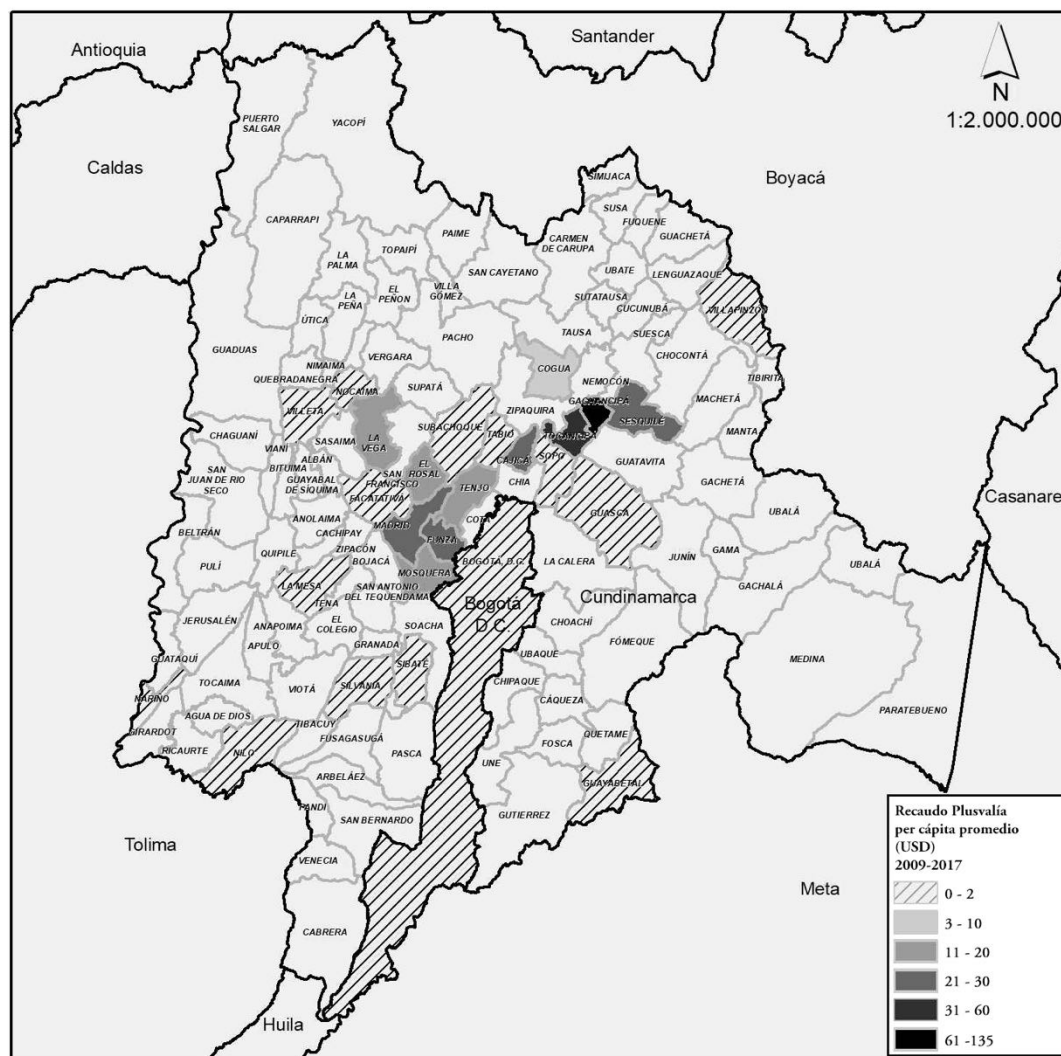 Antioquia
Santander
N
1:2.000.000
PUERTO
SALGAR
YACOPÍ
Caldas
Boyacá
SIMIJACA
SUSA
FUQUENE
GUACHETÁ
CAPARRAPI
PAIME
TOPAIPÍ
CARMEN
DE CARUPA
LA
PALMA
SAN CAYETANO
UBATE
LENGUAZAQUE
EL
PEÑON
VILLA
GÓMEZ
LA
PEÑA
SUTATAUSA
CUCUNUBÁ
VILLAPINZÓN
ÚTICA
PACHO
TAUSA
SUESCA
GUADUAS
VERGARA
CHOCONTÁ
NIMAIMA
COGUA
QUEBRADANEGRA
NOCAIMA
SUPATÁ
NEMOCÓN
TIBIRITA
GACHANCIPA
MACHETÁ
VILLETA
ZIPAQUIRA
SESQUILÉ
CHAGUANÍ
SASAIMA
LA
VEGA
SUBACHOQUE
TABIO
TOCANCIPA
MANTA
VIANI
ALBÁN
CAJICA
SOPO
GUATAVITA
SAN
JUAN DE RIO
SECO
BITUIMA
GUAYABAL
DE SIQUIMA
SAN
FRANCISCO
EL
ROSAL
CHIA
GACHETÁ
Casanare
FACATATIVÁ
TENJO
GUASCA
ANOLAIMA
MADRID
COTA
UBALÁ
BELTRÁN
CACHIPAY
FUNZA
QUIPILE
ZIPACÓN
BOJACÁ
BOGOTÁ, D.C.
LA CALERA
JUNÍN
GAMA
UBALÁ
PULÍ
MOSQUERA
GACHALÁ
LA MESA
TENA
SAN ANTONIO
DEL TEQUENDAMA
Bogotá
D.C.
Cundinamarca
JERUSALÉN
ANAPOIMA
EL
COLEGIO
SOACHA
CHOACHÍ
APULO
GRANADA
FÓMEQUE
GUATAQUÍ
SIBATÉ
UBAQUE
MEDINA
TOCAIMA
VIOTÁ
SILVANIA
CHIPAQUE
NARIÑO
CÁQUEZA
PARATEBUENO
AGUA DE DIOS
TIBACUY
GIRARDOT
FUSAGASUGÁ
QUETAME
RICAURTE
NILO
PASCA
FOSCA
UNE
ARBELÁEZ
GUAYABETAL
PANDI
SAN BERNARDO
GUTIERREZ
Tolima
VENECIA
Meta
CABRERA
Huila
Recaudo Plusvalía
per cápita promedio
(USD)
2009-2017
0 - 2
3 - 10
11 - 20
21 - 30
31 - 60
61 -135